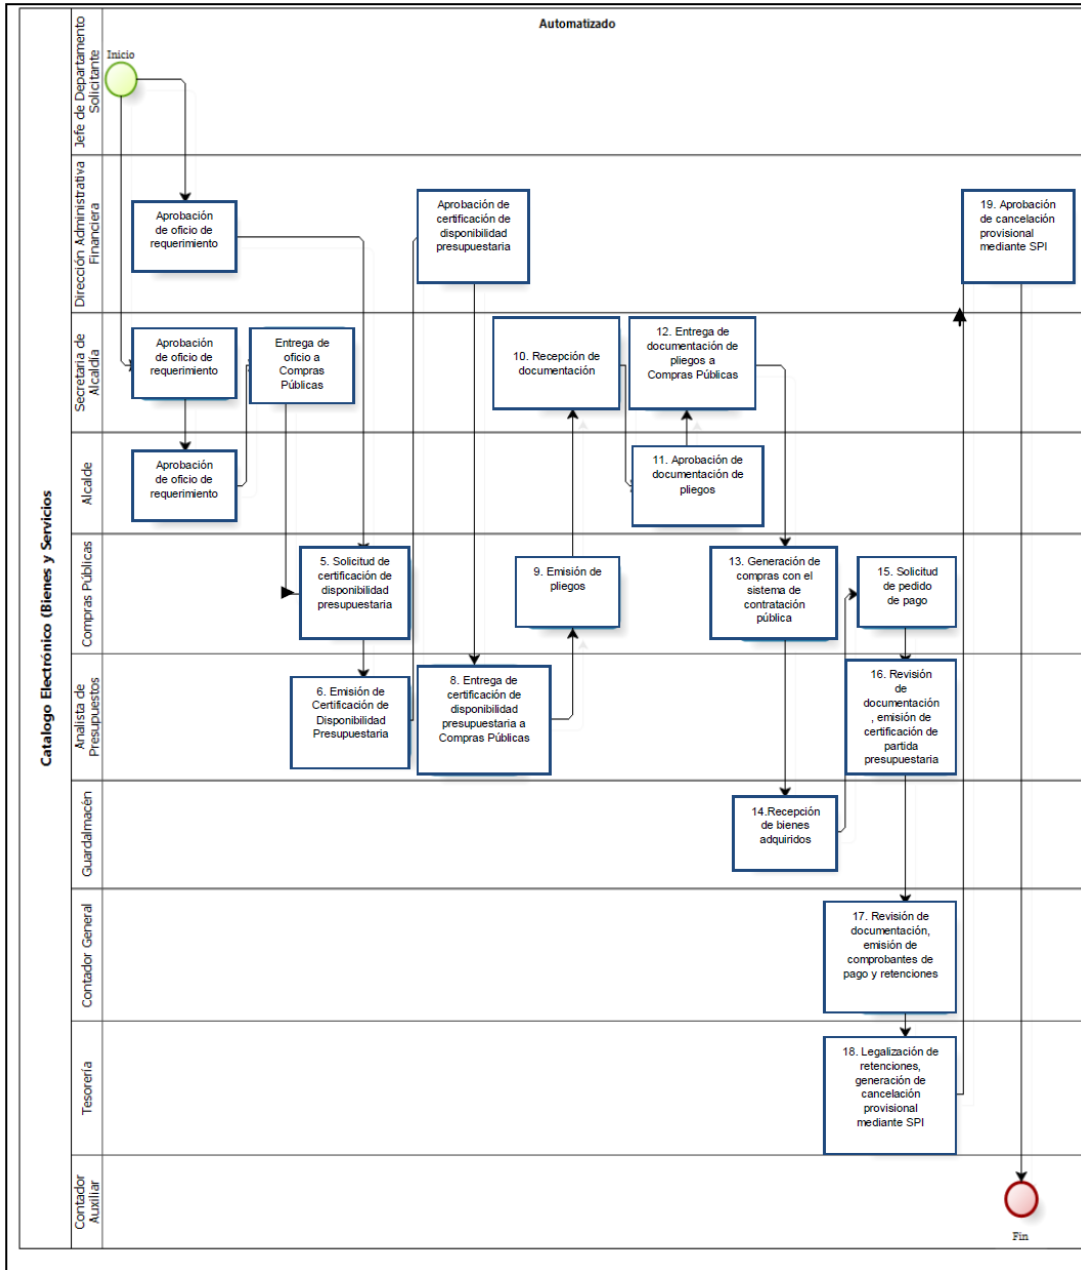 Automatizado
Catalogo Electrónico (Bienes y Servicios
Jefe de Departamento
Solicitante
Inicio
Dirección Administrativa
Financiera
Aprobación
de oficio de
requerimiento
Aprobación de
certificación de
disponibilidad
presupuestaria
19. Aprobación
de cancelación
provisional
mediante SPI
Secretaria de
Alcaldía
Aprobación
de oficio de
requerimiento
Entrega de
oficio a
Compras
Públicas
10. Recepción de
documentación
12. Entrega de
documentación de
pliegos a
Compras Públicas
Alcalde
Aprobación
de oficio de
requerimiento
11. Aprobación de
documentación de
pliegos
Compras Públicas
5. Solicitud de
certificación de
disponibilidad
presupuestaria
9. Emisión de
pliegos
13. Generación de
compras con el
sistema de
contratación
pública
15. Solicitud
de pedido
de pago
Analista de
Presupuestos
6. Emisión de
Certificación de
Disponibilidad
Presupuestaria
8. Entrega de
certificación de
disponibilidad
presupuestaria a
Compras Públicas
16. Revisión
de
documentación
, emisión de
certificación de
partida
presupuestaria
Guardalmacén
14.Recepción
de bienes
adquiridos
Contador General
17. Revisión de
documentación,
emisión de
comprobantes de
pago y retenciones
Tesorería
18. Legalización de
retenciones,
generación de
cancelación
provisional
mediante SPI
Contador
Auxiliar
Fin